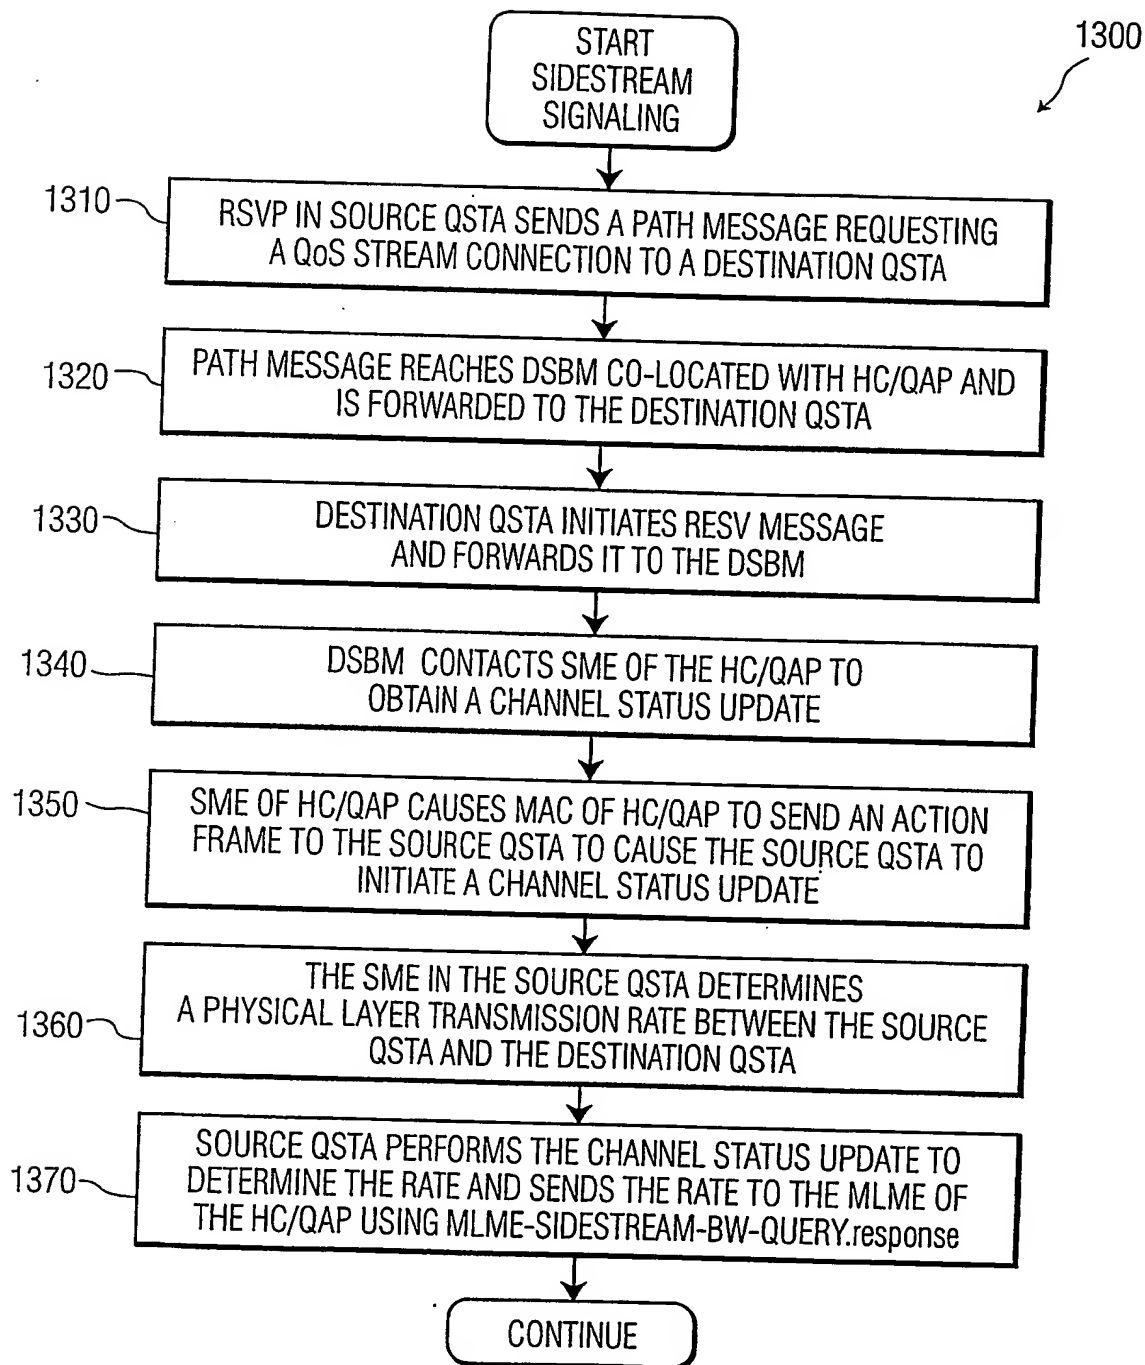 START
SIDESTREAM
SIGNALING
1300
1310
RSVP IN SOURCE QSTA SENDS A PATH MESSAGE REQUESTING
A QoS STREAM CONNECTION TO A DESTINATION QSTA
1320
PATH MESSAGE REACHES DSBM CO-LOCATED WITH HC/QAP AND
IS FORWARDED TO THE DESTINATION QSTA
1330
DESTINATION QSTA INITIATES RESV MESSAGE
AND FORWARDS IT TO THE DSBM
1340
DSBM CONTACTS SME OF THE HC/QAP TO
OBTAIN A CHANNEL STATUS UPDATE
1350
SME OF HC/QAP CAUSES MAC OF HC/QAP TO SEND AN ACTION
FRAME TO THE SOURCE QSTA TO CAUSE THE SOURCE QSTA TO
INITIATE A CHANNEL STATUS UPDATE
1360
THE SME IN THE SOURCE QSTA DETERMINES
A PHYSICAL LAYER TRANSMISSION RATE BETWEEN THE SOURCE
QSTA AND THE DESTINATION QSTA
1370
SOURCE QSTA PERFORMS THE CHANNEL STATUS UPDATE TO
DETERMINE THE RATE AND SENDS THE RATE TO THE MLME OF
THE HC/QAP USING MLME-SIDESTREAM-BW-QUERY.response
CONTINUE